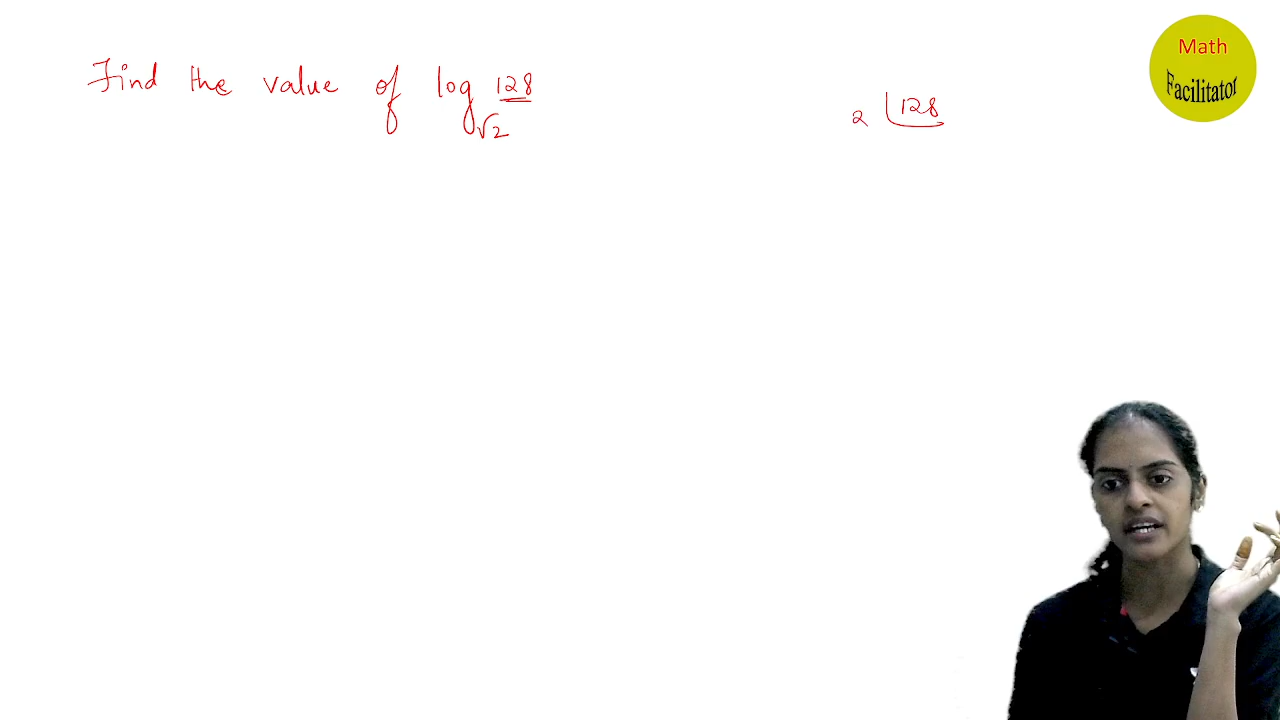 Find the value of log 128
√2
2 128
Math
Facilitator